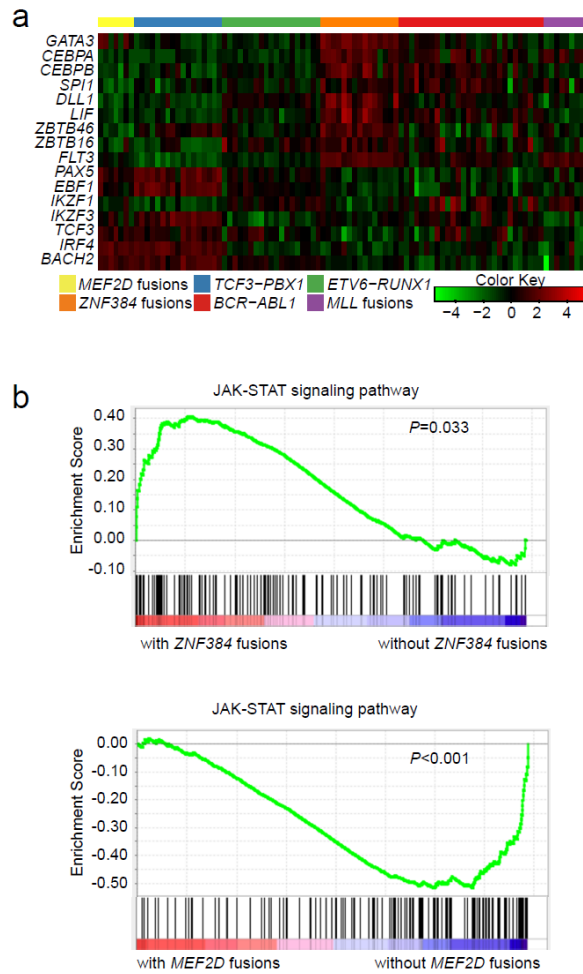 a
GATA3
CEBPA
CEBPB
SPI1
DLL1
LIF
ZBTB46
ZBTB16
FLT3
PAX5
EBF1
IKZF1
IKZF3
TCF3
IRF4
BACH2
MEF2D fusions TCF3−PBX1 ETV6−RUNX1
ZNF384 fusions BCR−ABL1 MLL fusions
Color Key
−4 −2 0 2 4
b
JAK-STAT signaling pathway
P=0.033
Enrichment Score
0.40
0.30
0.20
0.10
0.00
-0.10
with ZNF384 fusions without ZNF384 fusions
JAK-STAT signaling pathway
P<0.001
Enrichment Score
0.00
-0.10
-0.20
-0.30
-0.40
-0.50
with MEF2D fusions without MEF2D fusions